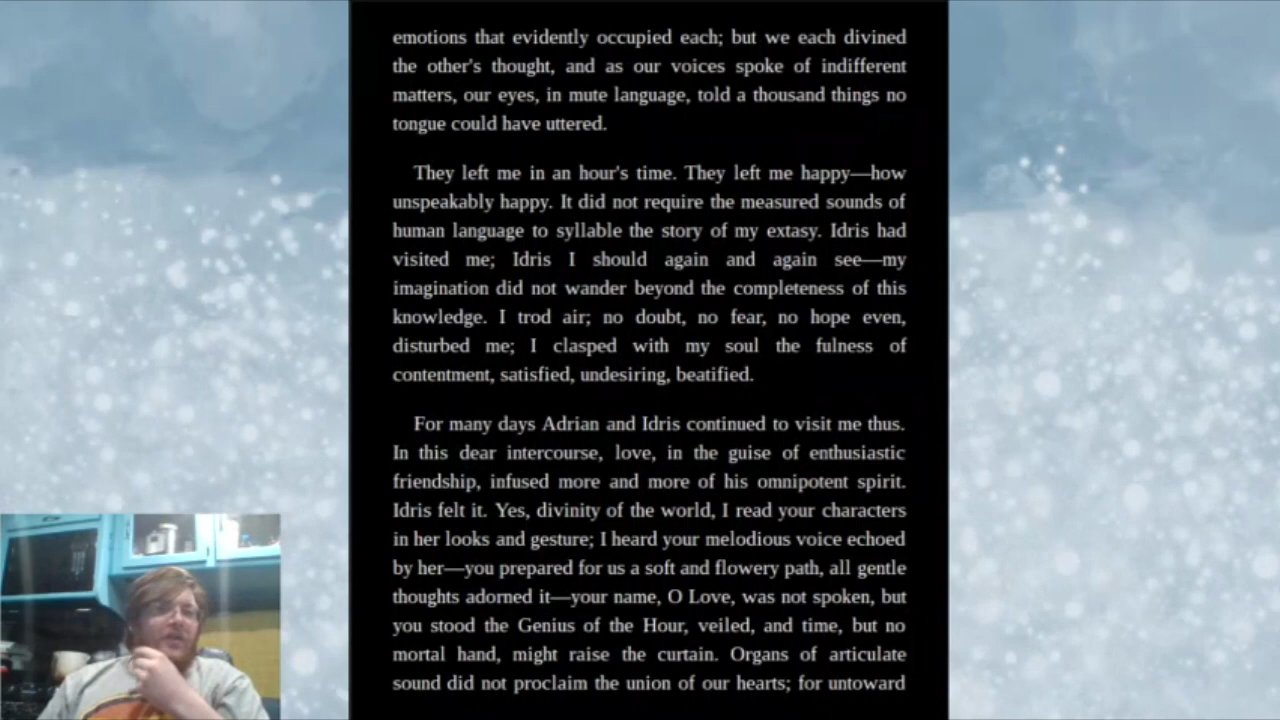 emotions that evidently occupied each; but we each divined
the other's thought, and as our voices spoke of indifferent
matters, our eyes, in mute language, told a thousand things no
tongue could have uttered.
They left me in an hour's time. They left me happy—how
unspeakably happy. It did not require the measured sounds of
human language to syllable the story of my extasy. Idris had
visited me; Idris I should again and again see—my
imagination did not wander beyond the completeness of this
knowledge. I trod air; no doubt, no fear, no hope even,
disturbed me; I clasped with my soul the fulness of
contentment, satisfied, undesiring, beatified.
For many days Adrian and Idris continued to visit me thus.
In this dear intercourse, love, in the guise of enthusiastic
friendship, infused more and more of his omnipotent spirit.
Idris felt it. Yes, divinity of the world, I read your characters
in her looks and gesture; I heard your melodious voice echoed
by her—you prepared for us a soft and flowery path, all gentle
thoughts adorned it—your name, O Love, was not spoken, but
you stood the Genius of the Hour, veiled, and time, but no
mortal hand, might raise the curtain. Organs of articulate
sound did not proclaim the union of our hearts; for untoward